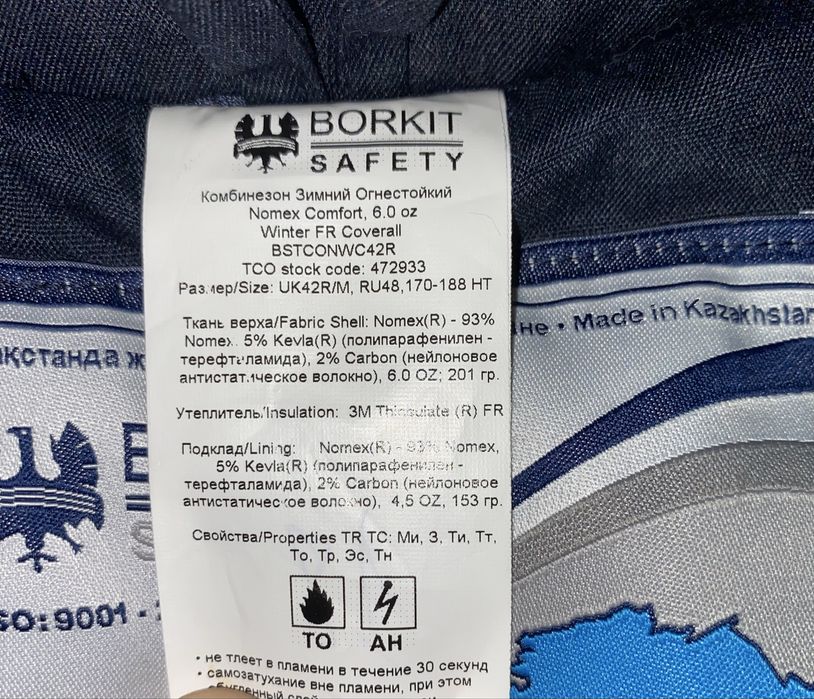 BORKIT
SAFETY
Комбинезон Зимний Огнестойкий
Nomex Comfort, 6.0 oz
Winter FR Coverall
BSTCONWC42R
TCO stock code: 472933
Размер/Size: UK42R/M, RU48,170-188 HT
Ткань верха/Fabric Shell: Nomex(R) - 93%
Nomex, 5% Kevla(R) (полипарафенилен -
терефталамида), 2% Carbon (нейлоновое
антистатическое волокно), 6.0 OZ; 201 гр.
Утеплитель/Insulation: 3M Thinsulate (R) FR
Подклад/Lining: Nomex(R) - 93% Nomex,
5% Kevla(R) (полипарафенилен -
терефталамида), 2% Carbon (нейлоновое
антистатическое волокно), 4,5 OZ, 153 гр.
Свойства/Properties TR TC: Ми, З, Ти, Тт,
То, Тр, Эс, Тн
ТО АН
• не тлеет в пламени в течение 30 секунд
• самозатухание вне пламени, при этом
не • Made in Kazakhstan
ақстанда ж
B
S
SO:9001 -